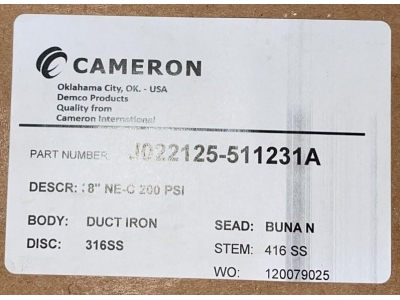 CAMERON
Oklahoma City, OK. - USA
Demco Products
Quality from
Cameron International
PART NUMBER: J022125-511231A
DESCR: 8" NE-C 200 PSI
BODY: DUCT IRON
SEAD: BUNA N
DISC: 316SS
STEM: 416 SS
WO: 120079025